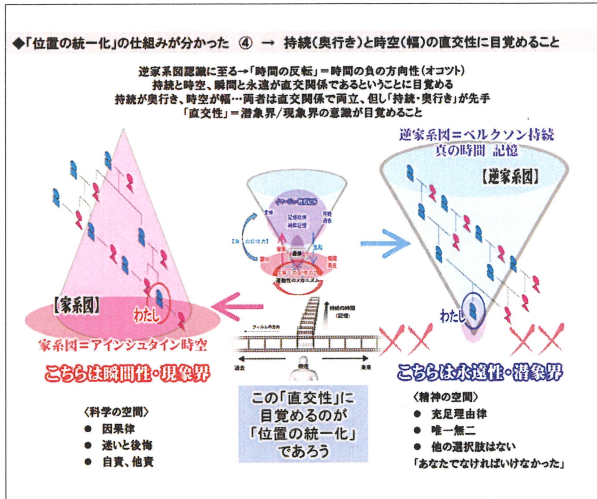 ◆「位置の統一化」の仕組みが分かった ④ → 持続(奥行き)と時空(幅)の直交性に目覚めること
逆家系図認識に至る→「時間の反転」＝時間の負の方向性(オコツト)
持続と時空、瞬間と永遠が直交関係であるということに目覚める
持続が奥行き、時空が幅…両者は直交関係で両立、但し「持続・奥行き」が先手
「直交性」＝潜象界/現象界の意識が目覚めること
逆家系図＝ベルクソン持続
真の時間 記憶
【逆家系図】
【家系図】
わたし
わたし
家系図＝アインシュタイン時空
こちらは瞬間性・現象界
持続の時間
(記憶)
過去
現在
未来
こちらは永遠性・潜象界
〈科学の空間〉
● 因果律
● 迷いと後悔
● 自責、他責
この「直交性」に
目覚めるのが
「位置の統一化」
であろう
〈精神の空間〉
● 充足理由律
● 唯一無二
● 他の選択肢はない
「あなたでなければいけなかった」